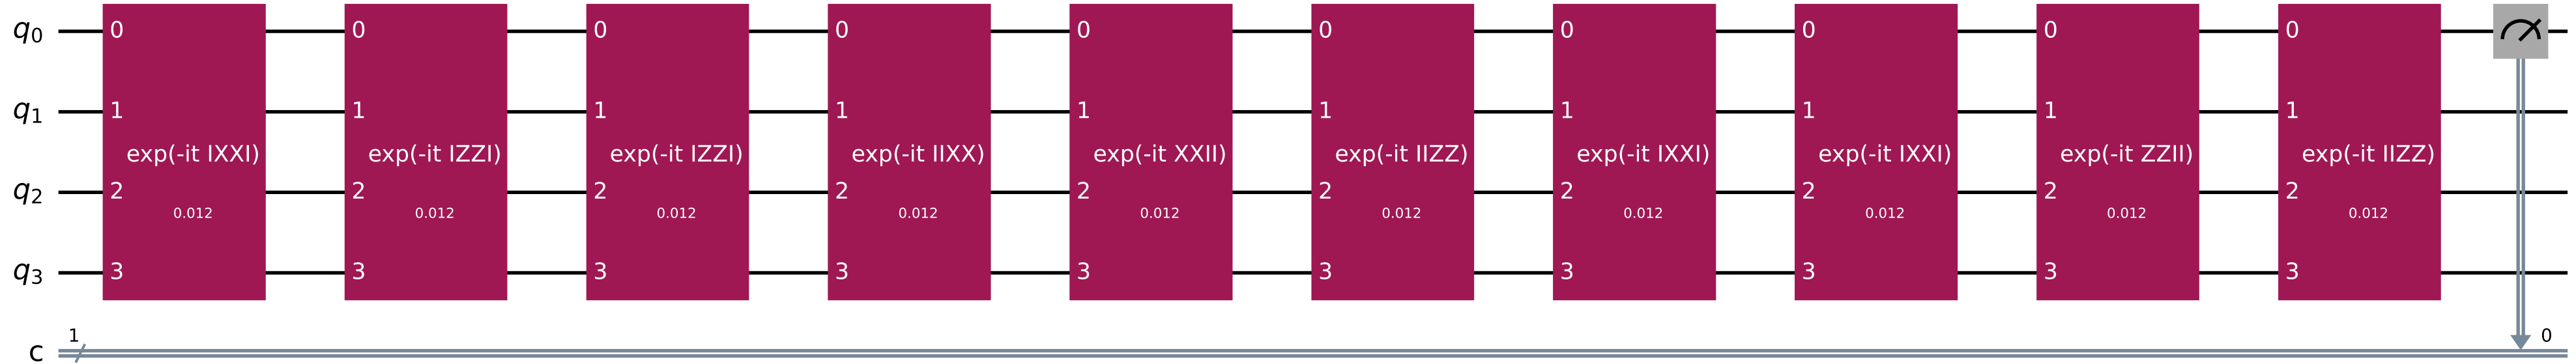 q0 0 0 0 0 0 0 0 0 0 0
q1 1 1 1 1 1 1 1 1 1 1
exp(-it IXXI) exp(-it IZZI) exp(-it IZZI) exp(-it IIXX) exp(-it XXII) exp(-it IIZZ) exp(-it IXXI) exp(-it IXXI) exp(-it ZZII) exp(-it IIZZ)
q2 2 2 2 2 2 2 2 2 2 2
0.012 0.012 0.012 0.012 0.012 0.012 0.012 0.012 0.012 0.012
q3 3 3 3 3 3 3 3 3 3 3
1 0
c